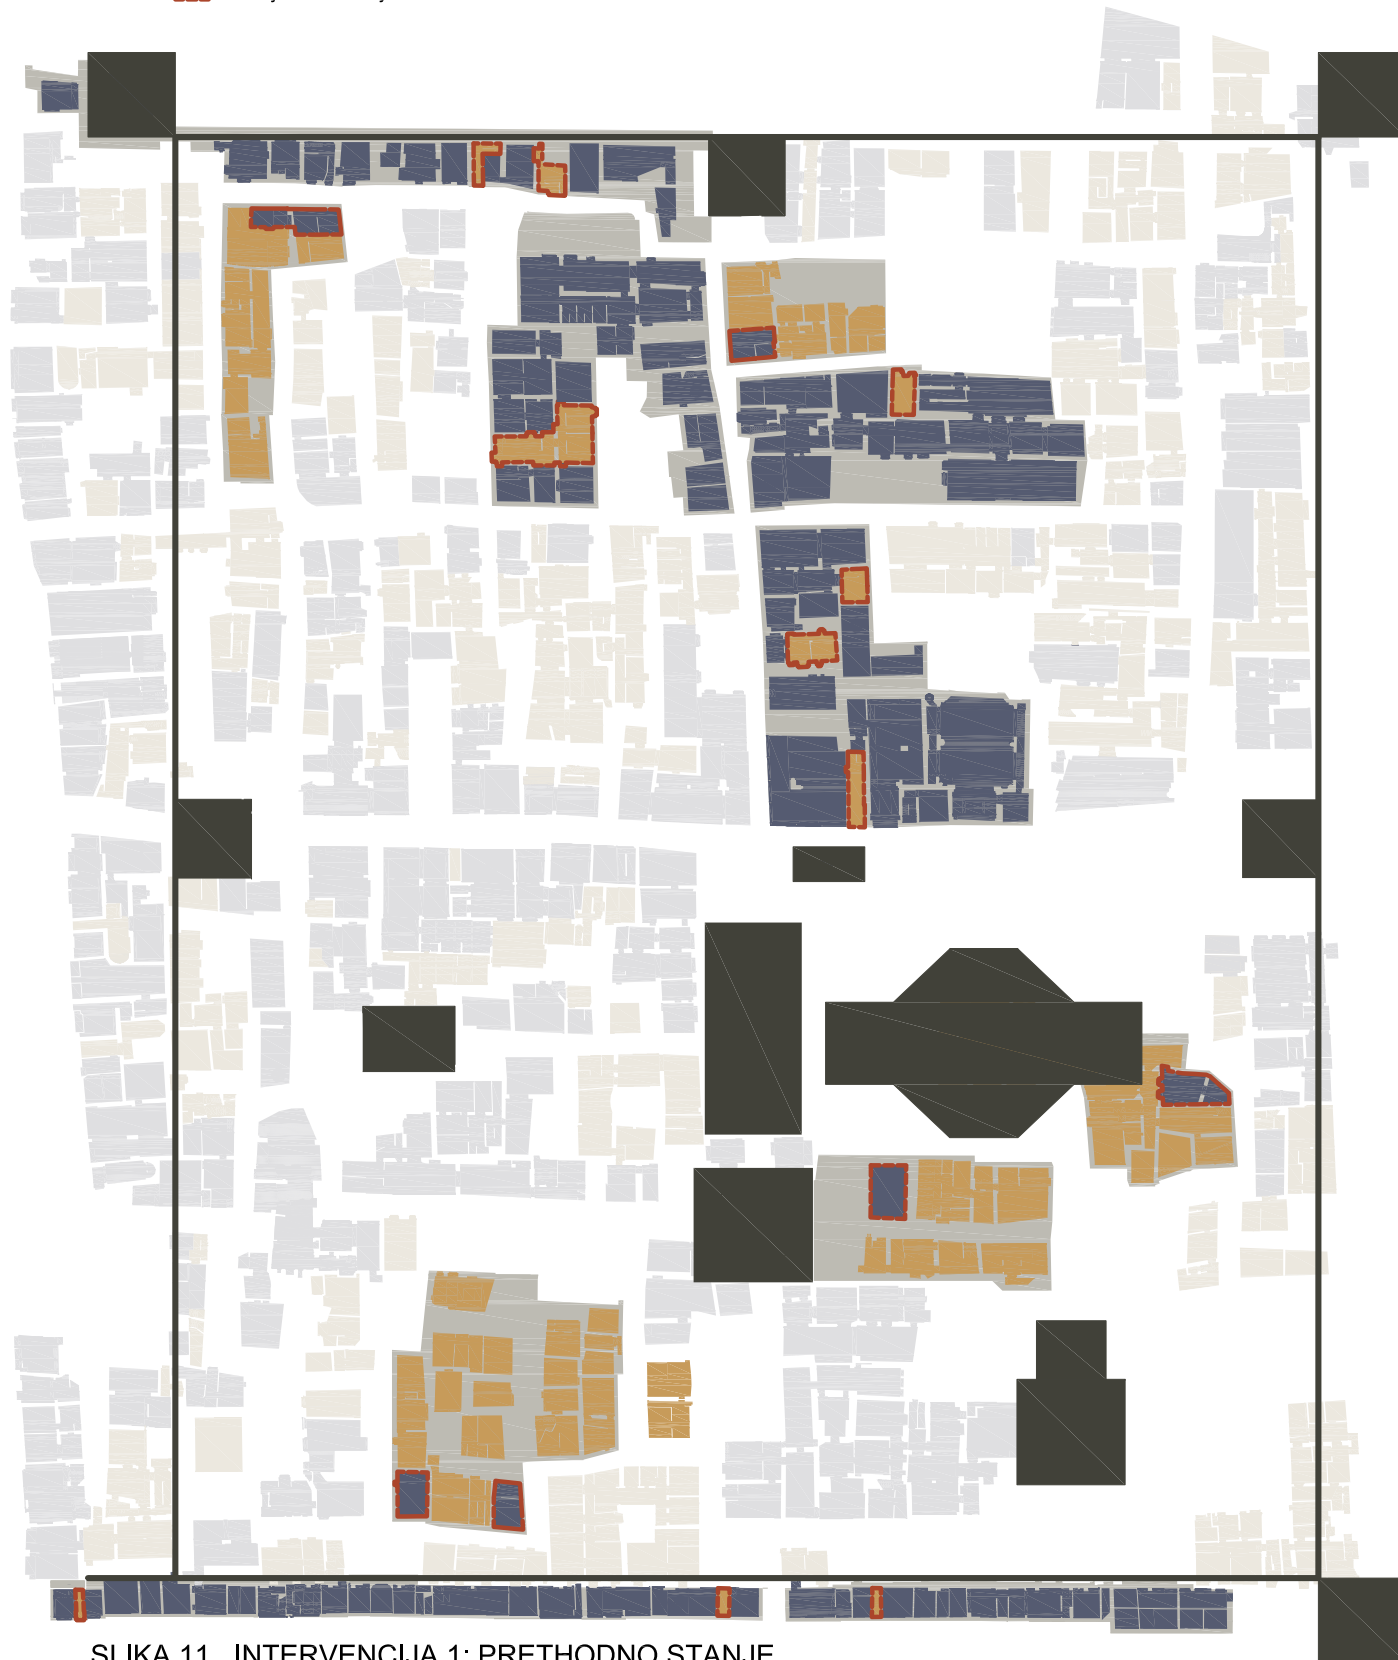 SLIKA 11. INTERVENCIJA 1: PRETHODNO STANJE